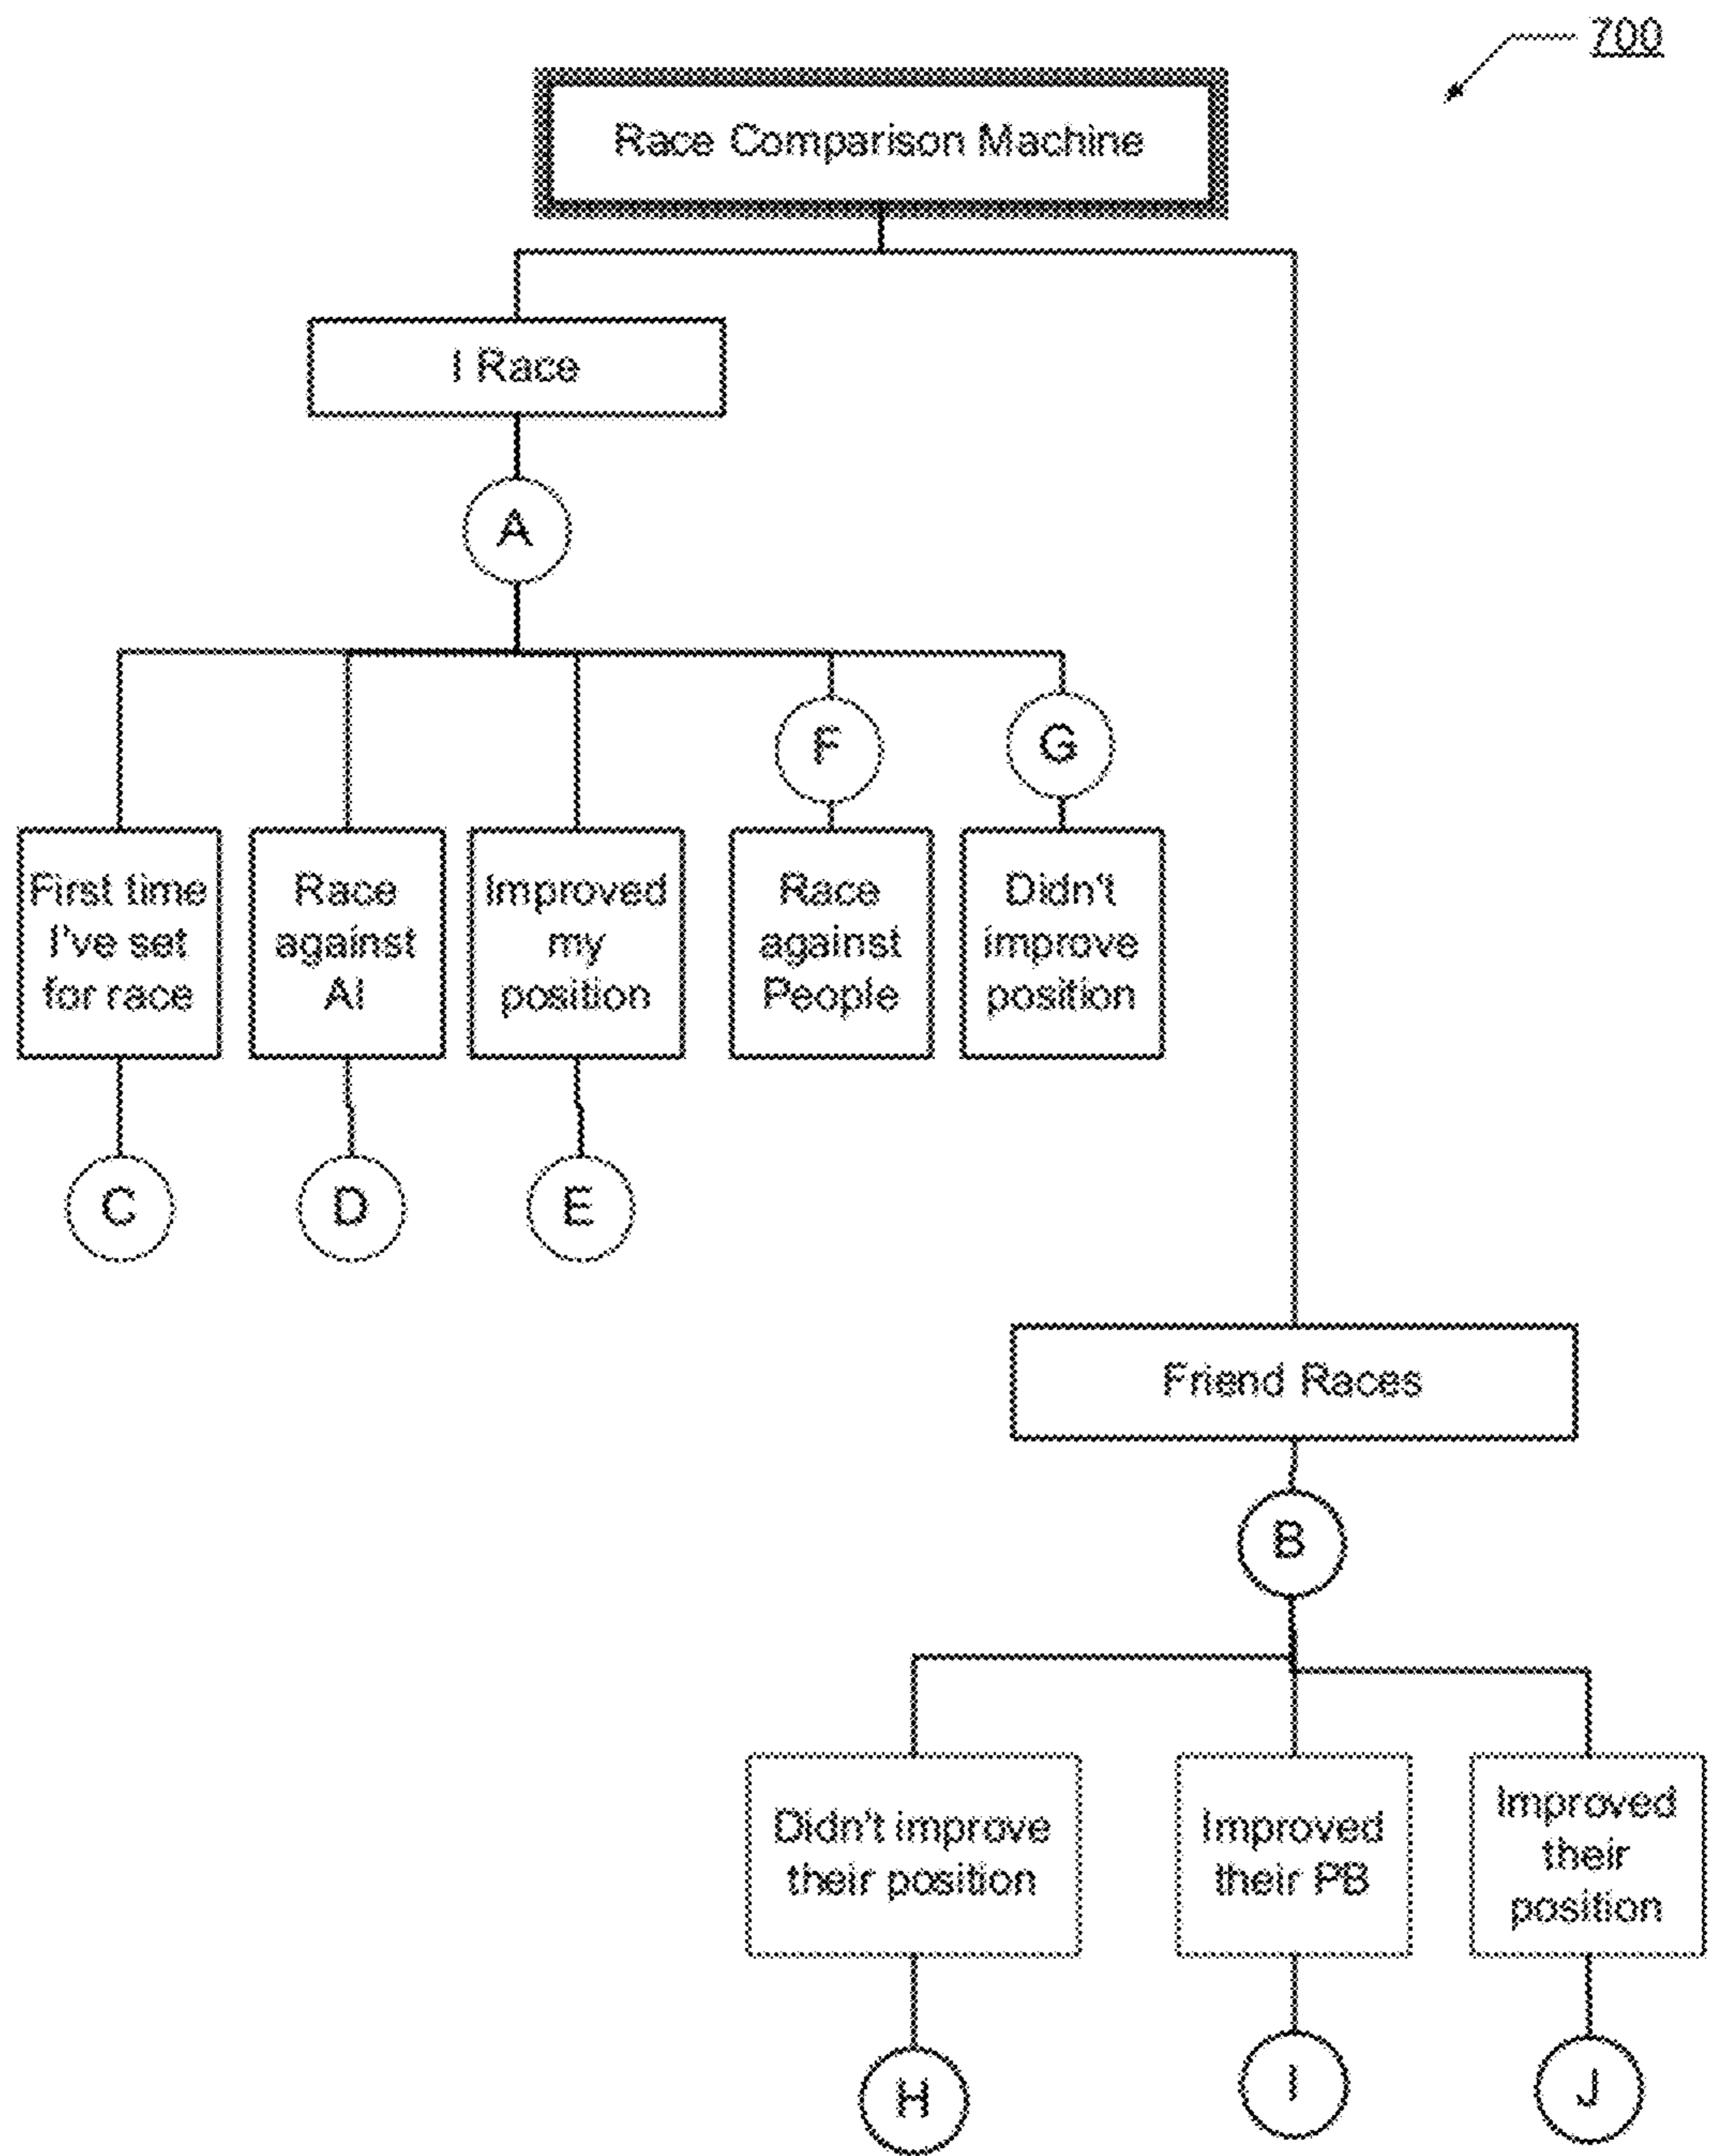 700
Race Comparison Machine
I Race
A
F
G
First time
I've set
for race
Race
against
AI
Improved
my
position
Race
against
People
Didn't
improve
position
C
D
E
Friend Races
B
Didn't improve
their position
Improved
their PB
Improved
their
position
H
I
J